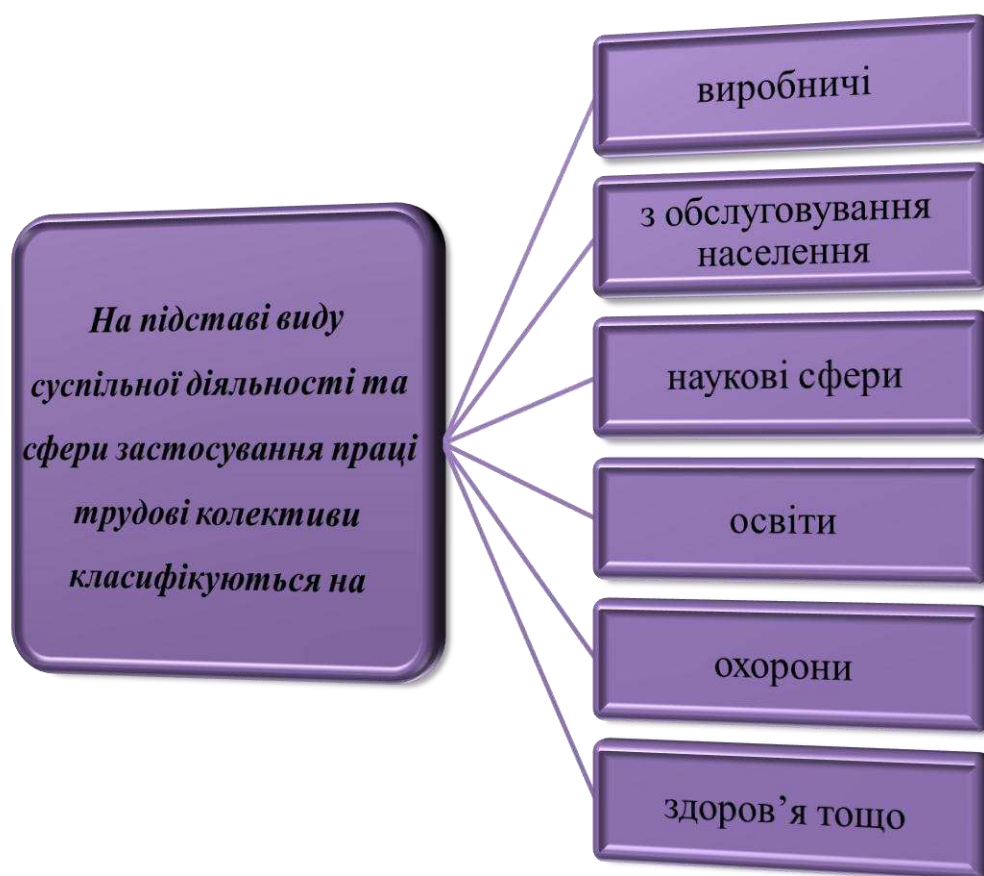 На підставі виду
суспільної діяльності та
сфери застосування праці
трудові колективи
класифікуються на
виробничі
з обслуговування
населення
наукові сфери
освіти
охорони
здоров’я тощо